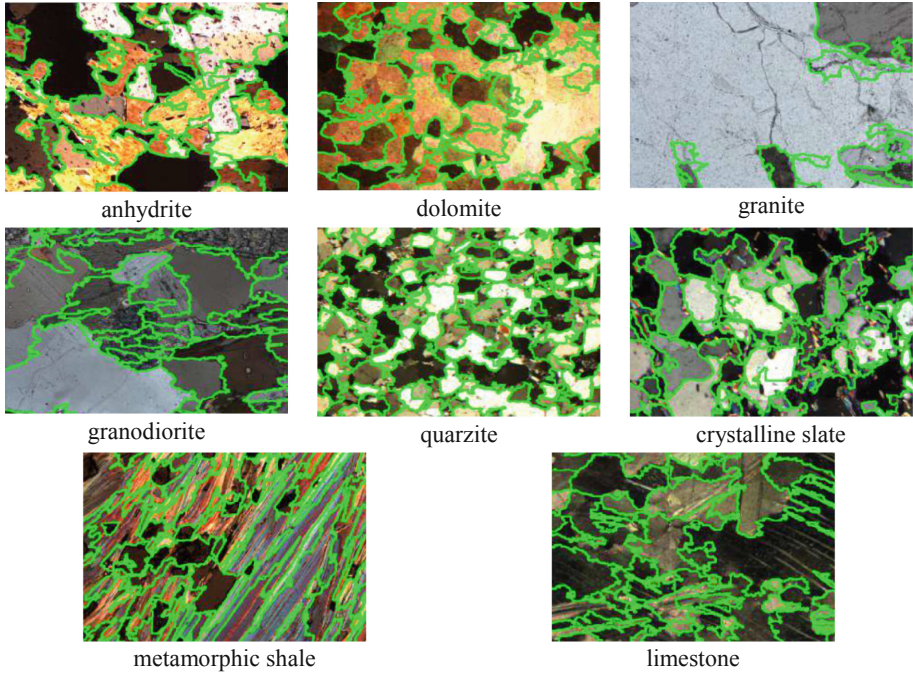 anhydrite
dolomite
granite
granodiorite
quarzite
crystalline slate
metamorphic shale
limestone